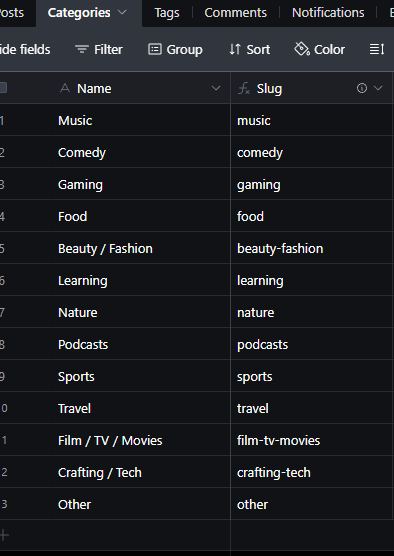 osts Categories Tags Comments Notifications
ide fields Filter Group Sort Color
Name Slug
1 Music music
2 Comedy comedy
3 Gaming gaming
4 Food food
5 Beauty / Fashion beauty-fashion
6 Learning learning
7 Nature nature
8 Podcasts podcasts
9 Sports sports
0 Travel travel
1 Film / TV / Movies film-tv-movies
2 Crafting / Tech crafting-tech
3 Other other